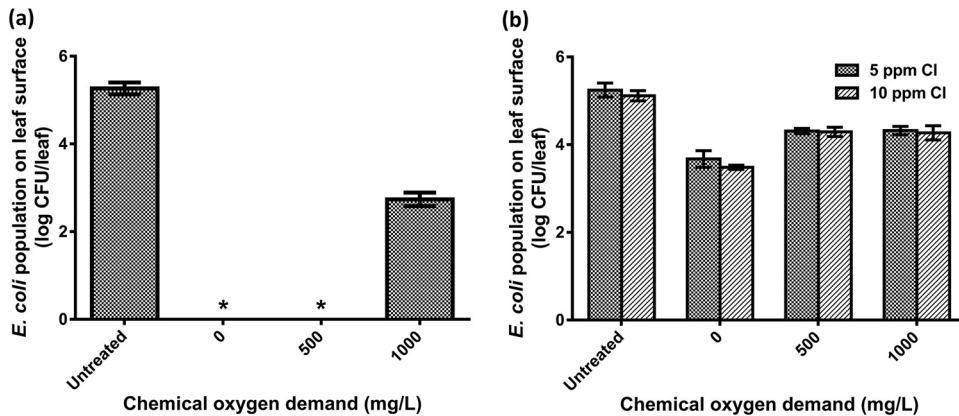 (a)
E. coli population on leaf surface
(log CFU/leaf)
6
4
2
0
*
*
Untreated
0
500
1000
Chemical oxygen demand (mg/L)
(b)
E. coli population on leaf surface
(log CFU/leaf)
6
4
2
0
5 ppm Cl
10 ppm Cl
Untreated
0
500
1000
Chemical oxygen demand (mg/L)